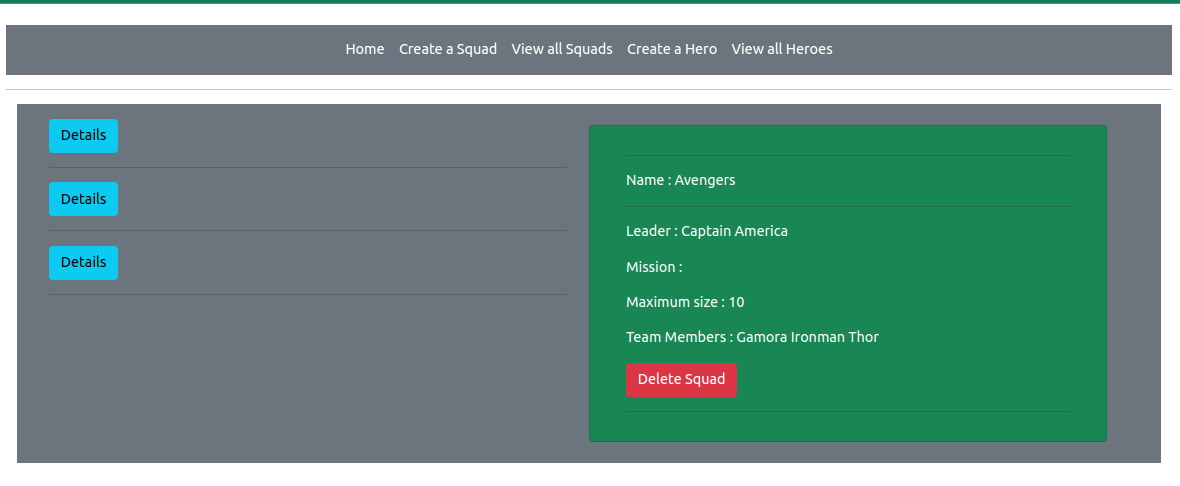 Home Create a Squad View all Squads Create a Hero View all Heroes
Details
Details
Details
Name : Avengers
Leader : Captain America
Mission :
Maximum size : 10
Team Members : Gamora Ironman Thor
Delete Squad